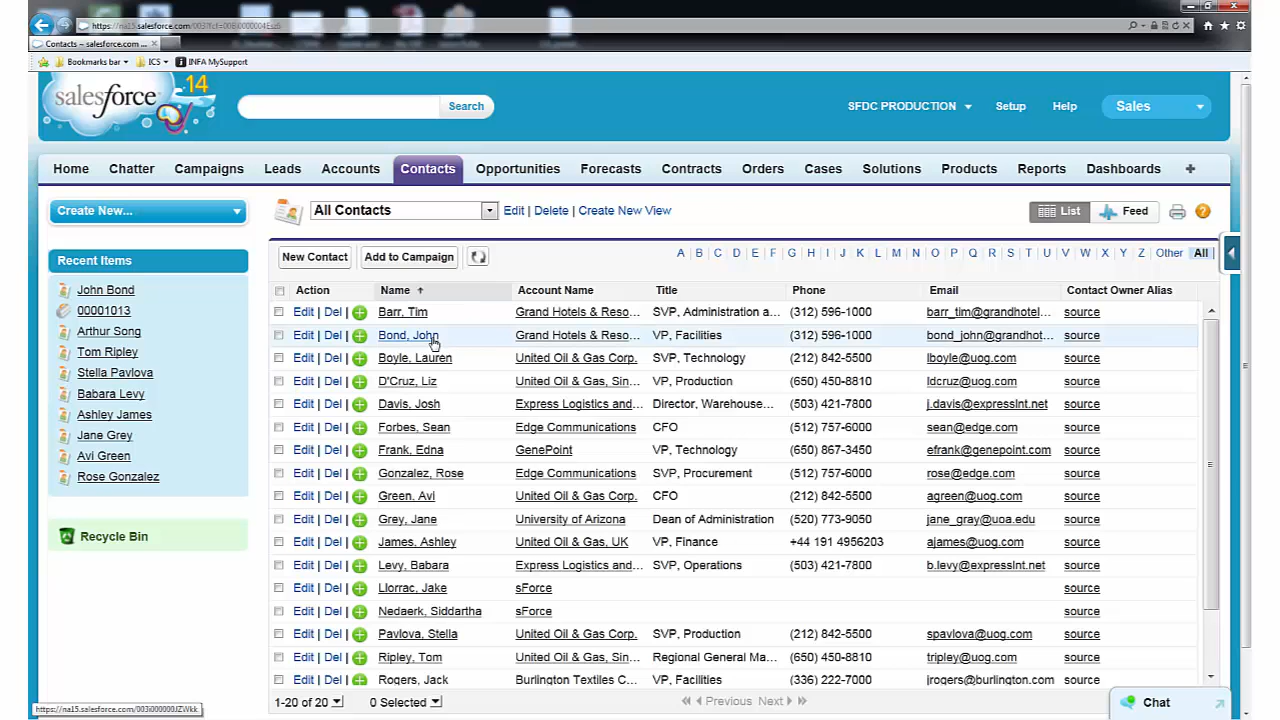 https://na15.salesforce.com/003?fcf=00Bi0000004Esz6
Contacts ~ salesforce.com ...
Bookmarks bar
ICS
INFA MySupport
salesforce
'14
Search
SFDC PRODUCTION
Setup
Help
Sales
Home
Chatter
Campaigns
Leads
Accounts
Contacts
Opportunities
Forecasts
Contracts
Orders
Cases
Solutions
Products
Reports
Dashboards
+
Create New...
Recent Items
John Bond
00001013
Arthur Song
Tom Ripley
Stella Pavlova
Babara Levy
Ashley James
Jane Grey
Avi Green
Rose Gonzalez
Recycle Bin
All Contacts
Edit | Delete | Create New View
List
Feed
New Contact
Add to Campaign
A | B | C | D | E | F | G | H | I | J | K | L | M | N | O | P | Q | R | S | T | U | V | W | X | Y | Z | Other | All
Action Name Account Name Title Phone Email Contact Owner Alias
Edit | Del | Barr, Tim Grand Hotels & Reso... SVP, Administration a... (312) 596-1000 barr_tim@grandhotel... source
Edit | Del | Bond, John Grand Hotels & Reso... VP, Facilities (312) 596-1000 bond_john@grandhot... source
Edit | Del | Boyle, Lauren United Oil & Gas Corp. SVP, Technology (212) 842-5500 lboyle@uog.com source
Edit | Del | D'Cruz, Liz United Oil & Gas, Sin... VP, Production (650) 450-8810 ldcruz@uog.com source
Edit | Del | Davis, Josh Express Logistics and... Director, Warehouse... (503) 421-7800 j.davis@expresslnt.net source
Edit | Del | Forbes, Sean Edge Communications CFO (512) 757-6000 sean@edge.com source
Edit | Del | Frank, Edna GenePoint VP, Technology (650) 867-3450 efrank@genepoint.com source
Edit | Del | Gonzalez, Rose Edge Communications SVP, Procurement (512) 757-6000 rose@edge.com source
Edit | Del | Green, Avi United Oil & Gas Corp. CFO (212) 842-5500 agreen@uog.com source
Edit | Del | Grey, Jane University of Arizona Dean of Administration (520) 773-9050 jane_gray@uoa.edu source
Edit | Del | James, Ashley United Oil & Gas, UK VP, Finance +44 191 4956203 ajames@uog.com source
Edit | Del | Levy, Babara Express Logistics and... SVP, Operations (503) 421-7800 b.levy@expresslnt.net source
Edit | Del | Llorrac, Jake sForce source
Edit | Del | Nedaerk, Siddartha sForce source
Edit | Del | Pavlova, Stella United Oil & Gas Corp. SVP, Production (212) 842-5500 spavlova@uog.com source
Edit | Del | Ripley, Tom United Oil & Gas, Sin... Regional General Ma... (650) 450-8810 tripley@uog.com source
Edit | Del | Rogers, Jack Burlington Textiles C... VP, Facilities (336) 222-7000 jrogers@burlington.com source
1-20 of 20
0 Selected
Previous Next
Chat
https://na15.salesforce.com/003i000000JZWkk